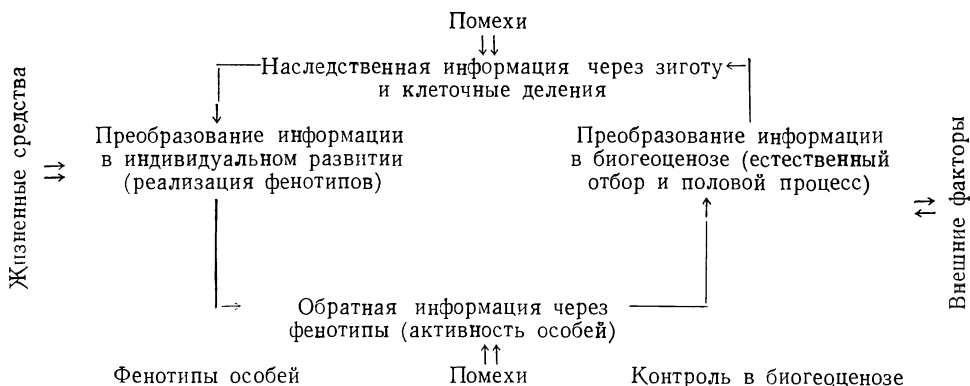 Помехи
Наследственная информация через зиготу
и клеточные деления
Жизненные средства
Преобразование информации
в индивидуальном развитии
(реализация фенотипов)
Преобразование информации
в биогеоценозе (естественный
отбор и половой процесс)
Внешние факторы
Обратная информация через
фенотипы (активность особей)
Фенотипы особей
Помехи
Контроль в биогеоценозе